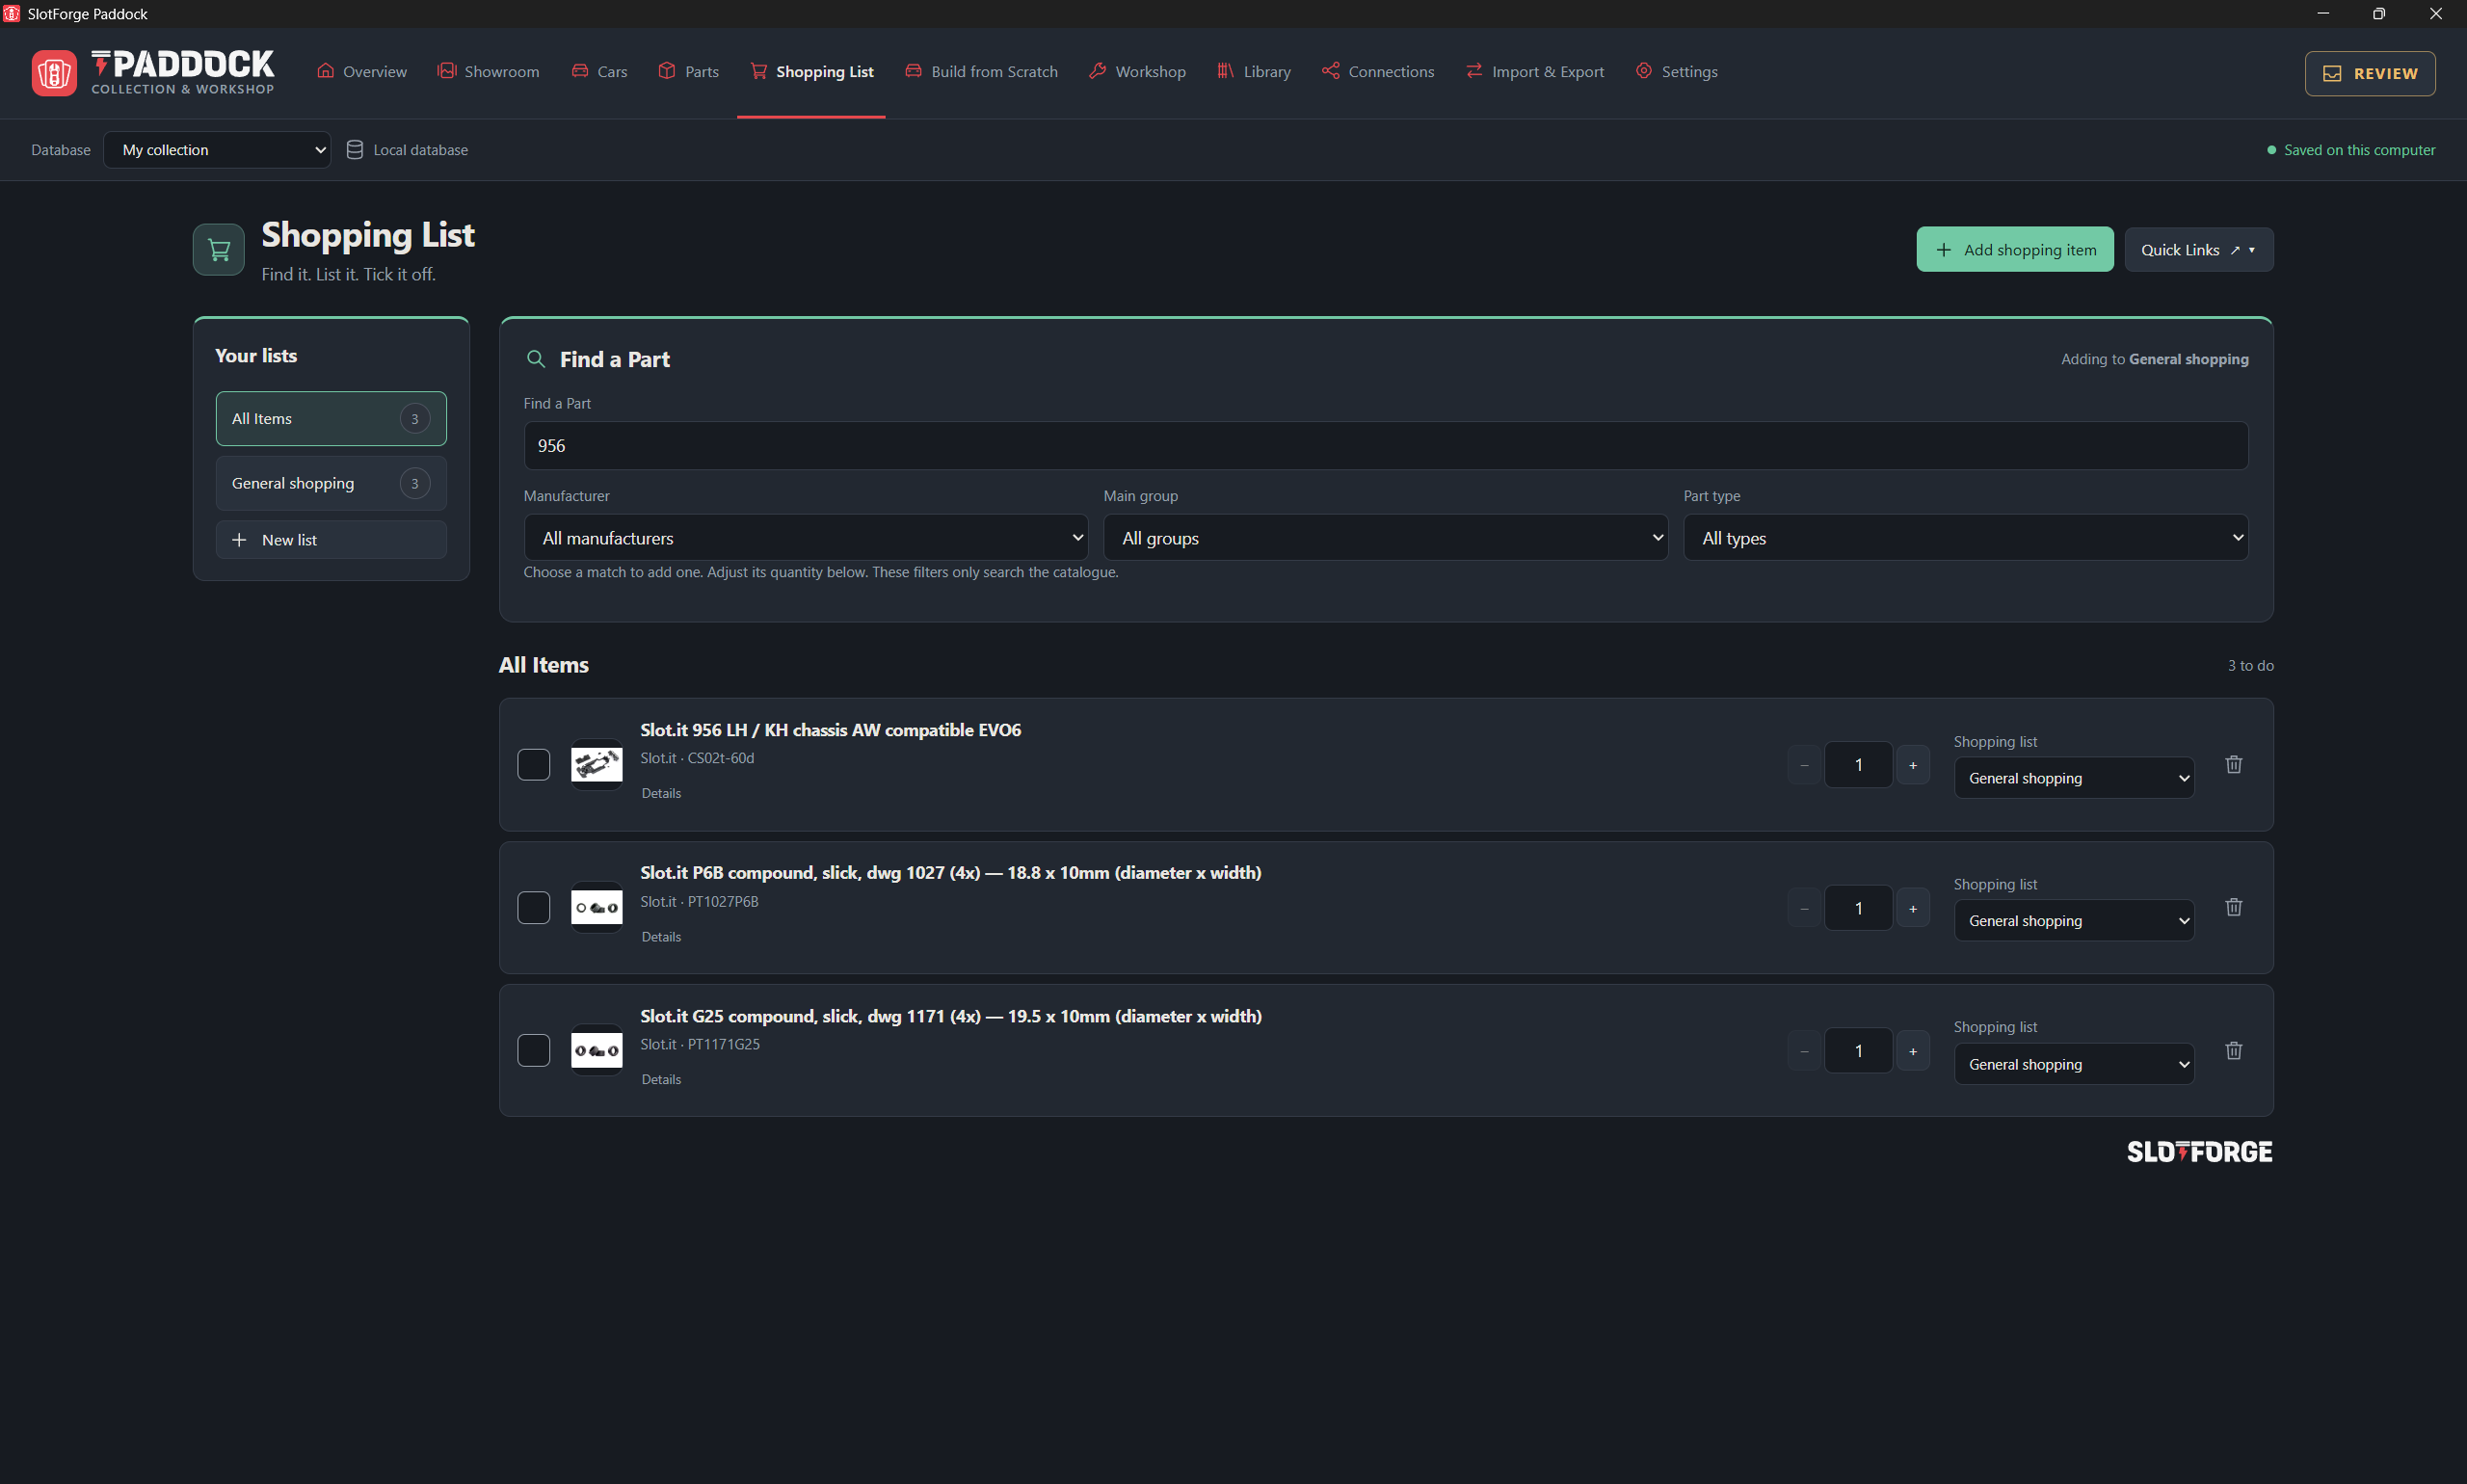 SlotForge Paddock
PADDOCK
COLLECTION & WORKSHOP
Overview
Showroom
Cars
Parts
Shopping List
Build from Scratch
Workshop
Library
Connections
Import & Export
Settings
REVIEW
Database
My collection
Local database
Saved on this computer
Shopping List
Find it. List it. Tick it off.
Add shopping item
Quick Links ↗ ▾
Your lists
All Items 3
General shopping 3
New list
Find a Part
Adding to General shopping
Find a Part
956
Manufacturer
Main group
Part type
All manufacturers
All groups
All types
Choose a match to add one. Adjust its quantity below. These filters only search the catalogue.
All Items
3 to do
Slot.it 956 LH / KH chassis AW compatible EVO6
Slot.it · CS02t-60d
Details
− 1 +
Shopping list
General shopping
Slot.it P6B compound, slick, dwg 1027 (4x) — 18.8 x 10mm (diameter x width)
Slot.it · PT1027P6B
Details
− 1 +
Shopping list
General shopping
Slot.it G25 compound, slick, dwg 1171 (4x) — 19.5 x 10mm (diameter x width)
Slot.it · PT1171G25
Details
− 1 +
Shopping list
General shopping
SLOTFORGE